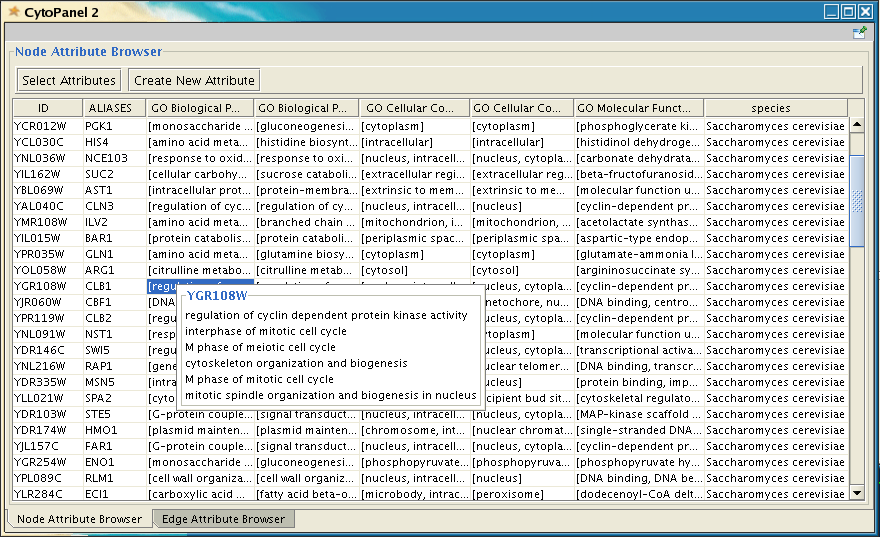 CytoPanel 2
Node Attribute Browser
Select Attributes Create New Attribute
ID ALIASES GO Biological P... GO Biological P... GO Cellular Co... GO Cellular Co... GO Molecular Funct... species
YCR012W PGK1 [monosaccharide ... [gluconeogenesi... [cytoplasm] [cytoplasm] [phosphoglycerate ki... Saccharomyces cerevisiae
YCL030C HIS4 [amino acid meta... [histidine biosynt... [intracellular] [intracellular] [histidinol dehydroge... Saccharomyces cerevisiae
YNL036W NCE103 [response to oxid... [response to oxi... [nucleus, intracell... [nucleus, cytopla... [carbonate dehydrata... Saccharomyces cerevisiae
YIL162W SUC2 [cellular carbohy... [sucrose cataboli... [extracellular regi... [extracellular reg... [beta-fructofuranosid... Saccharomyces cerevisiae
YBL069W AST1 [intracellular prot... [protein-membra... [extrinsic to mem... [extrinsic to me... [molecular function u... Saccharomyces cerevisiae
YAL040C CLN3 [regulation of cyc... [regulation of cy... [nucleus, intracell... [nucleus] [cyclin-dependent pr... Saccharomyces cerevisiae
YMR108W ILV2 [amino acid meta... [branched chain ... [mitochondrion, i... [mitochondrion, ... [acetolactate synthas... Saccharomyces cerevisiae
YIL015W BAR1 [protein catabolis... [protein cataboli... [periplasmic spac... [periplasmic spa... [aspartic-type endop... Saccharomyces cerevisiae
YPR035W GLN1 [amino acid meta... [glutamine biosy... [intracellular, cyto... [cytoplasm] [glutamate-ammonia l... Saccharomyces cerevisiae
YOL058W ARG1 [citrulline metabo... [citrulline metab... [cytosol] [cytosol] [argininosuccinate sy... Saccharomyces cerevisiae
YGR108W CLB1 [nucleus, cytopla... [cyclin-dependent pr... Saccharomyces cerevisiae
YJR060W CBF1 [DNA netochore, nu... [DNA binding, centro... Saccharomyces cerevisiae
YPR119W CLB2 [regu nucleus, cytopla... [cyclin-dependent pr... Saccharomyces cerevisiae
YNL091W NST1 [resp ytoplasm] [molecular function u... Saccharomyces cerevisiae
YDR146C SWI5 [regu nucleus, cytopla... [transcriptional activa... Saccharomyces cerevisiae
YNL216W RAP1 [gene nuclear telomer... [DNA binding, transcr... Saccharomyces cerevisiae
YDR335W MSN5 [intra nucleus] [protein binding, imp... Saccharomyces cerevisiae
YLL021W SPA2 [cyto ncipient bud sit... [cytoskeletal regulato... Saccharomyces cerevisiae
YGR108W
regulation of cyclin dependent protein kinase activity
interphase of mitotic cell cycle
M phase of meiotic cell cycle
cytoskeleton organization and biogenesis
M phase of mitotic cell cycle
mitotic spindle organization and biogenesis in nucleus
YDR103W STE5 [G-protein couple... [signal transduct... [nucleus, intracell... [nucleus, cytopla... [MAP-kinase scaffold ... Saccharomyces cerevisiae
YDR174W HMO1 [plasmid mainten... [plasmid mainten... [chromosome, int... [nuclear chromat... [single-stranded DNA... Saccharomyces cerevisiae
YJL157C FAR1 [G-protein couple... [signal transduct... [nucleus, intracell... [nucleus, cytopla... [cyclin-dependent pr... Saccharomyces cerevisiae
YGR254W ENO1 [monosaccharide ... [gluconeogenesi... [phosphopyruvate... [phosphopyruva... [phosphopyruvate hy... Saccharomyces cerevisiae
YPL089C RLM1 [cell wall organiza... [cell wall organiz... [nucleus, intracell... [nucleus] [DNA binding, DNA be... Saccharomyces cerevisiae
YLR284C ECI1 [carboxylic acid ... [fatty acid beta-o... [microbody, intrac... [peroxisome] [dodecenoyl-CoA delt... Saccharomyces cerevisiae
Node Attribute Browser Edge Attribute Browser